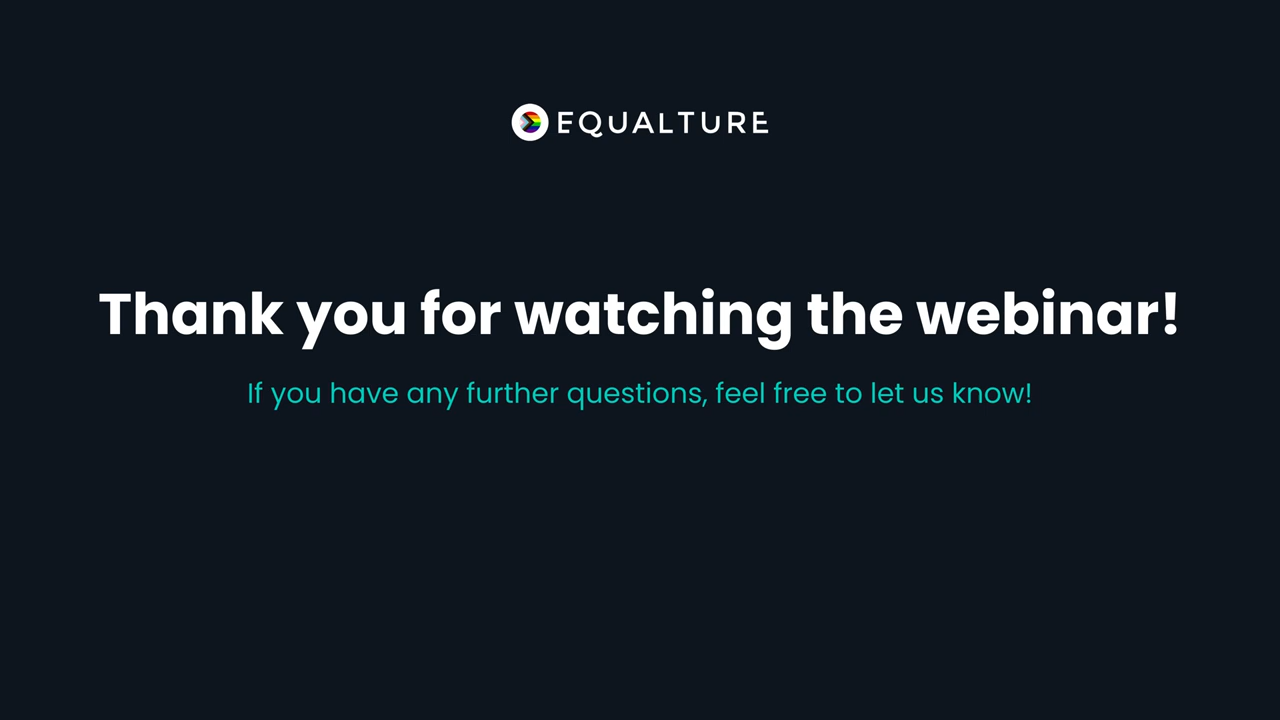 EQUALTURE
Thank you for watching the webinar!
If you have any further questions, feel free to let us know!